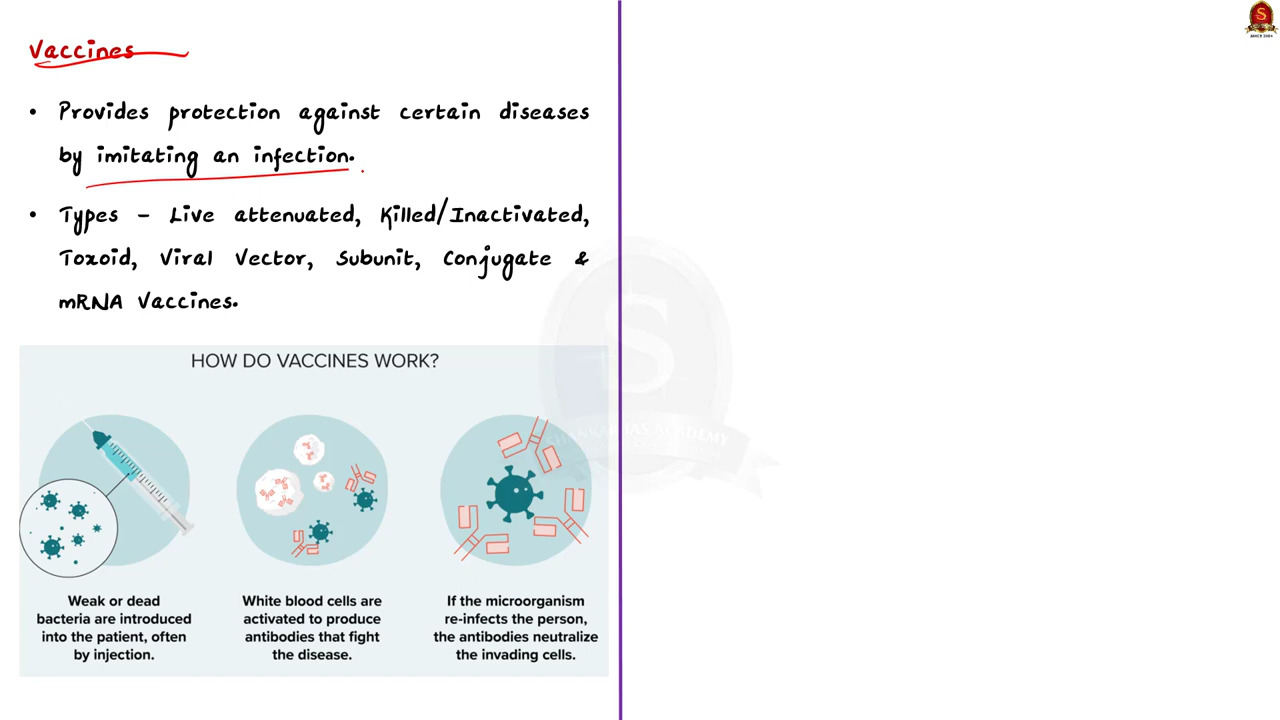 Vaccines
• Provides protection against certain diseases
by imitating an infection.
• Types - Live attenuated, Killed/Inactivated,
Toxoid, Viral Vector, Subunit, Conjugate &
mRNA Vaccines.
HOW DO VACCINES WORK?
Weak or dead
bacteria are introduced
into the patient, often
by injection.
White blood cells are
activated to produce
antibodies that fight
the disease.
If the microorganism
re-infects the person,
the antibodies neutralize
the invading cells.
S
SINCE 2004
S